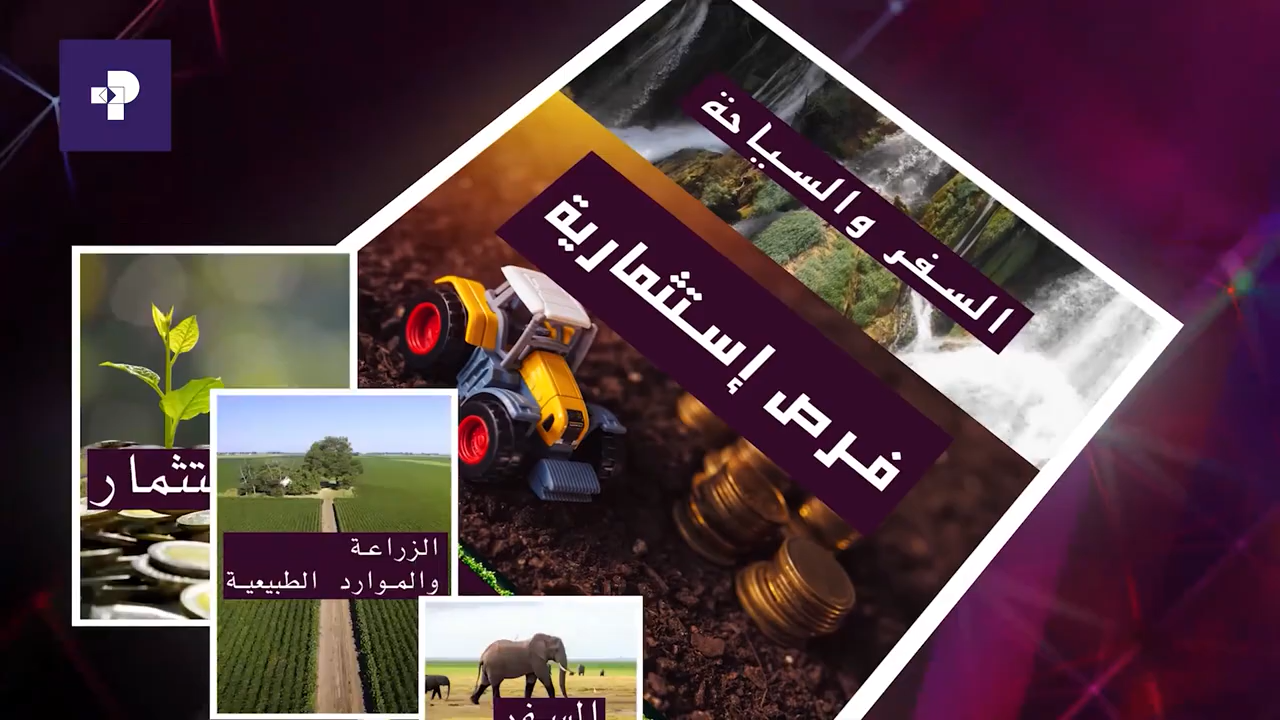 السفر والسياحة
فرص إستثمارية
الزراعة
والموارد الطبيعية